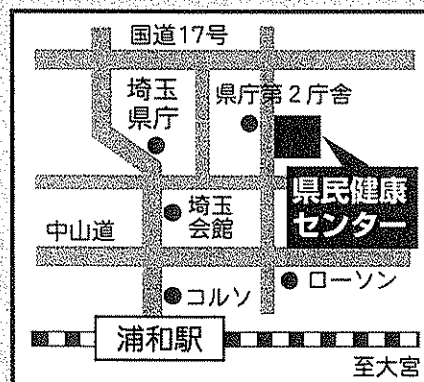 国道17号
埼玉
県庁
県庁第2庁舎
県民健康
センター
埼玉
会館
中山道
ローソン
コルソ
浦和駅
至大宮